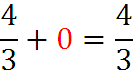 4/3 + 0 = 4/3